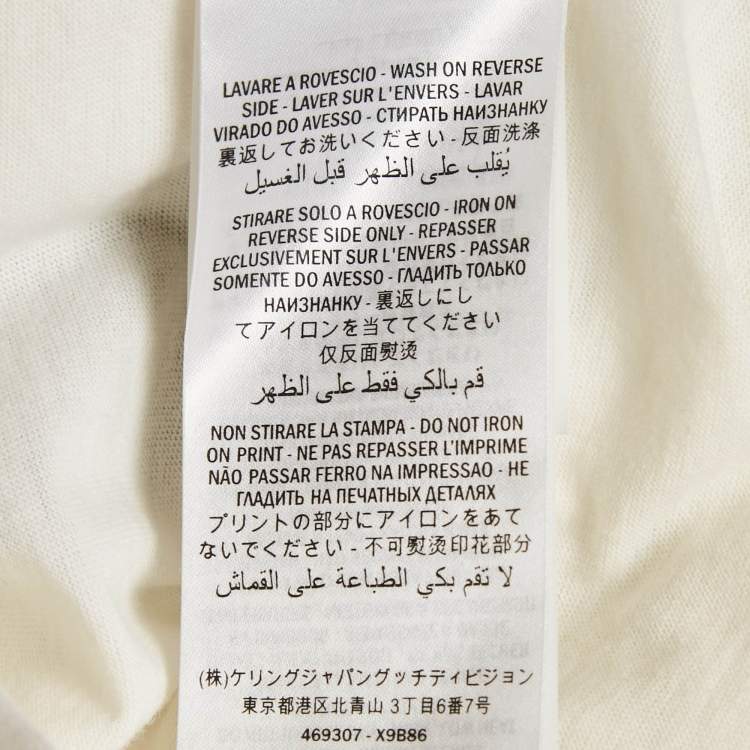 LAVARE A ROVESCIO - WASH ON REVERSE
SIDE - LAVER SUR L'ENVERS - LAVAR
VIRADO DO AVESSO - СТИРАТЬ НАИЗНАНКУ
裏返してお洗いください - 反面洗涤
يُقلب على الظهر قبل الغسيل
STIRARE SOLO A ROVESCIO - IRON ON
REVERSE SIDE ONLY - REPASSER
EXCLUSIVEMENT SUR L'ENVERS - PASSAR
SOMENTE DO AVESSO - ГЛАДИТЬ ТОЛЬКО
НАИЗНАНКУ - 裏返しにし
てアイロンを当ててください
仅反面熨烫
قم بالكي فقط على الظهر
NON STIRARE LA STAMPA - DO NOT IRON
ON PRINT - NE PAS REPASSER L'IMPRIME
NÃO PASSAR FERRO NA IMPRESSAO - НЕ
ГЛАДИТЬ НА ПЕЧАТНЫХ ДЕТАЛЯХ
プリントの部分にアイロンをあて
ないでください - 不可熨烫印花部分
لا تقم بكي الطباعة على القماش
(株)ケリングジャパングッチディビジョン
東京都港区北青山 3丁目6番7号
469307 - X9B86